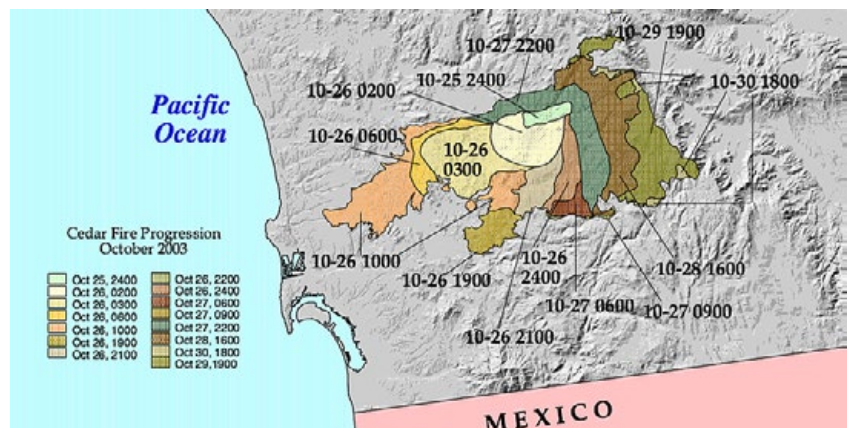 10-29 1900
10-27 2200
10-25 2400
10-30 1800
10-26 0200
Pacific
Ocean
10-26 0600
10-26
0300
Cedar Fire Progression
October 2003
10-26 1000
10-26 1900
10-26
2400
10-28 1600
10-27 0600
10-27 0900
10-26 2100
Oct 25, 2400
Oct 26, 0200
Oct 26, 0300
Oct 26, 0600
Oct 26, 1000
Oct 26, 1900
Oct 26, 2100
Oct 26, 2200
Oct 26, 2400
Oct 27, 0600
Oct 27, 0900
Oct 27, 2200
Oct 28, 1600
Oct 30, 1800
Oct 29,1900
MEXICO